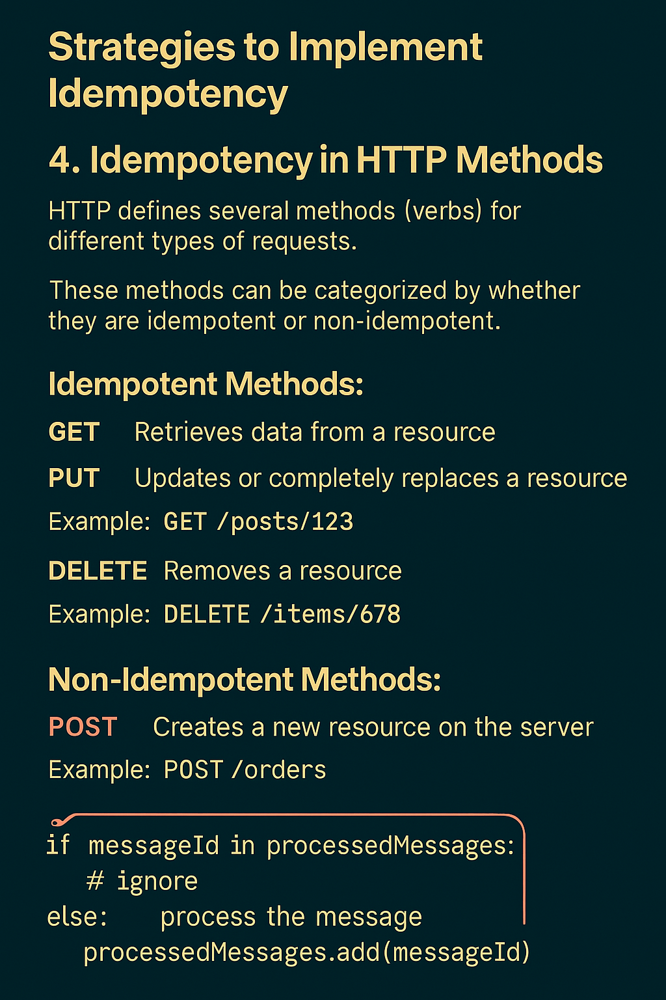 Strategies to Implement
Idempotency
4. Idempotency in HTTP Methods
HTTP defines several methods (verbs) for
different types of requests.
These methods can be categorized by whether
they are idempotent or non-idempotent.
Idempotent Methods:
GET Retrieves data from a resource
PUT Updates or completely replaces a resource
Example: GET /posts/123
DELETE Removes a resource
Example: DELETE /items/678
Non-Idempotent Methods:
POST Creates a new resource on the server
Example: POST /orders
if messageId in processedMessages:
# ignore
else: process the message
processedMessages.add(messageId)